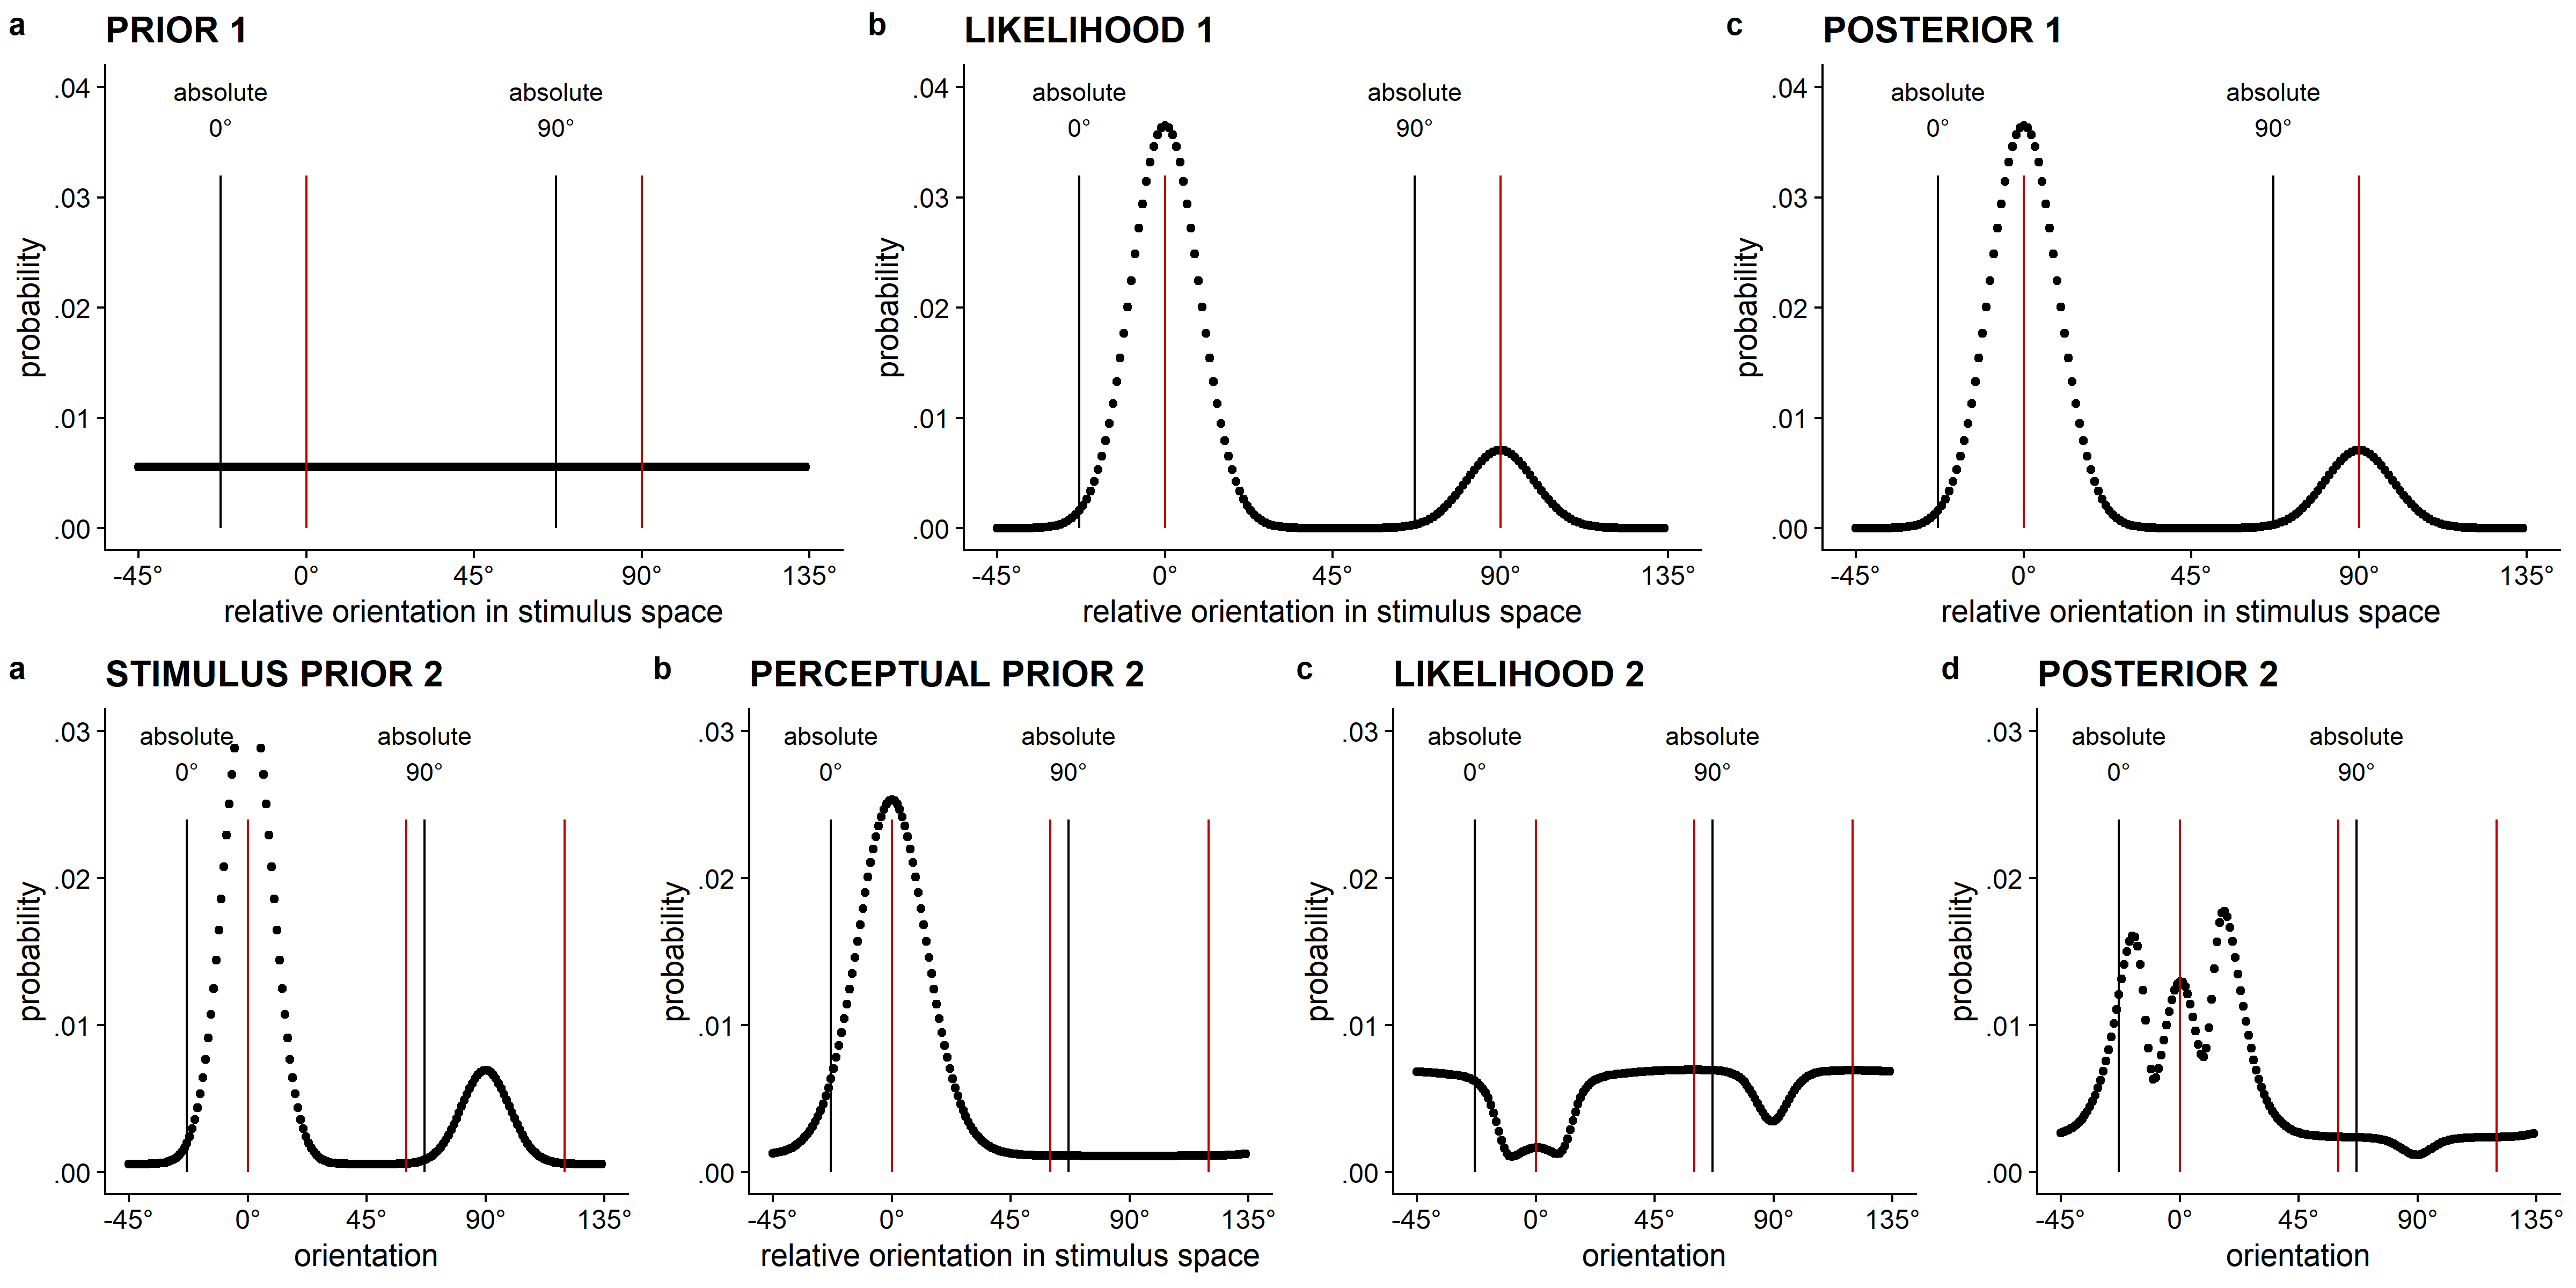 a PRIOR 1
absolute absolute
0° 90°
.04
.03
.02
.01
.00
probability
-45° 0° 45° 90° 135°
relative orientation in stimulus space
b LIKELIHOOD 1
absolute absolute
0° 90°
.04
.03
.02
.01
.00
probability
-45° 0° 45° 90° 135°
relative orientation in stimulus space
c POSTERIOR 1
absolute absolute
0° 90°
.04
.03
.02
.01
.00
probability
-45° 0° 45° 90° 135°
relative orientation in stimulus space
a STIMULUS PRIOR 2
absolute absolute
0° 90°
.03
.02
.01
.00
probability
-45° 0° 45° 90° 135°
orientation
b PERCEPTUAL PRIOR 2
absolute absolute
0° 90°
.03
.02
.01
.00
probability
-45° 0° 45° 90° 135°
relative orientation in stimulus space
c LIKELIHOOD 2
absolute absolute
0° 90°
.03
.02
.01
.00
probability
-45° 0° 45° 90° 135°
orientation
d POSTERIOR 2
absolute absolute
0° 90°
.03
.02
.01
.00
probability
-45° 0° 45° 90° 135°
orientation